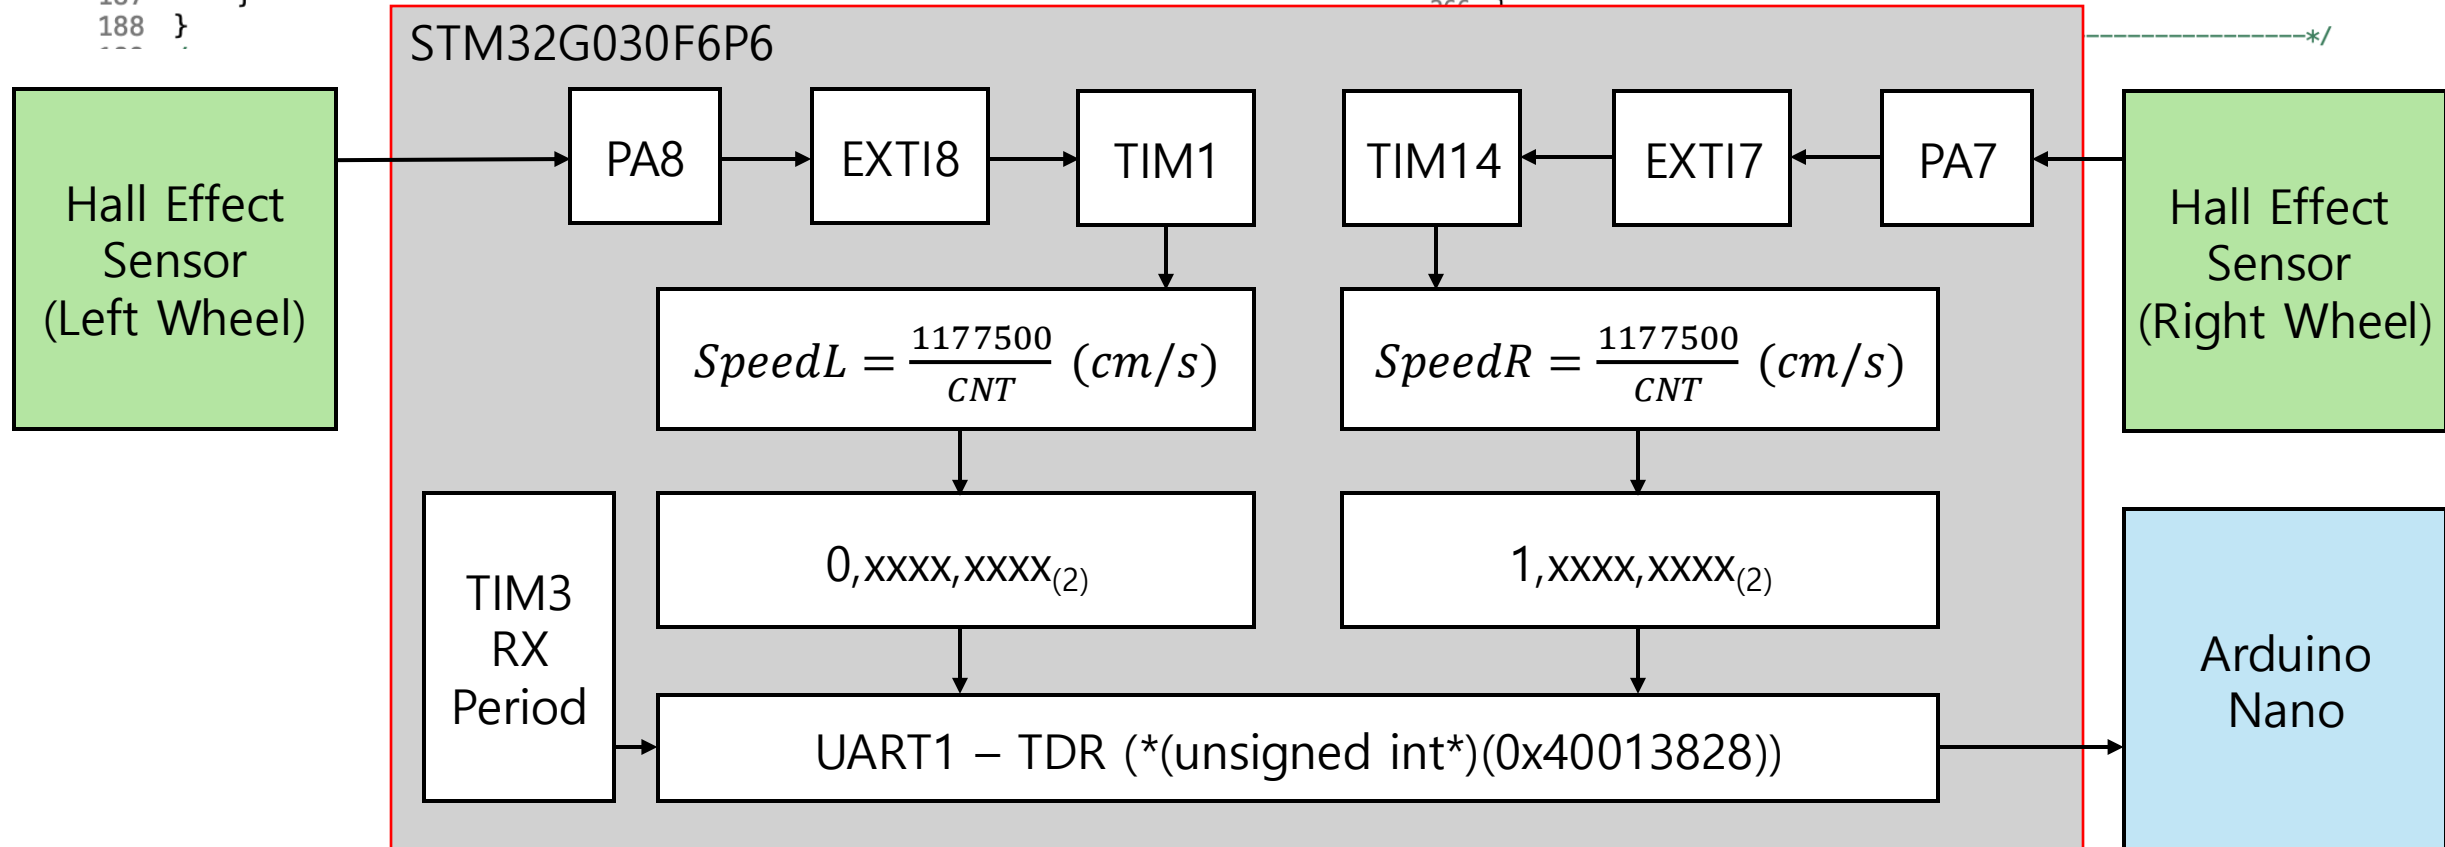 188 }
STM32G030F6P6
----------------*/
Hall Effect
Sensor
(Left Wheel)
PA8
EXTI8
TIM1
TIM14
EXTI7
PA7
Hall Effect
Sensor
(Right Wheel)
SpeedL = 1177500/CNT (cm/s)
SpeedR = 1177500/CNT (cm/s)
TIM3
RX
Period
0,xxxx,xxxx(2)
1,xxxx,xxxx(2)
UART1 – TDR (*(unsigned int*)(0x40013828))
Arduino
Nano